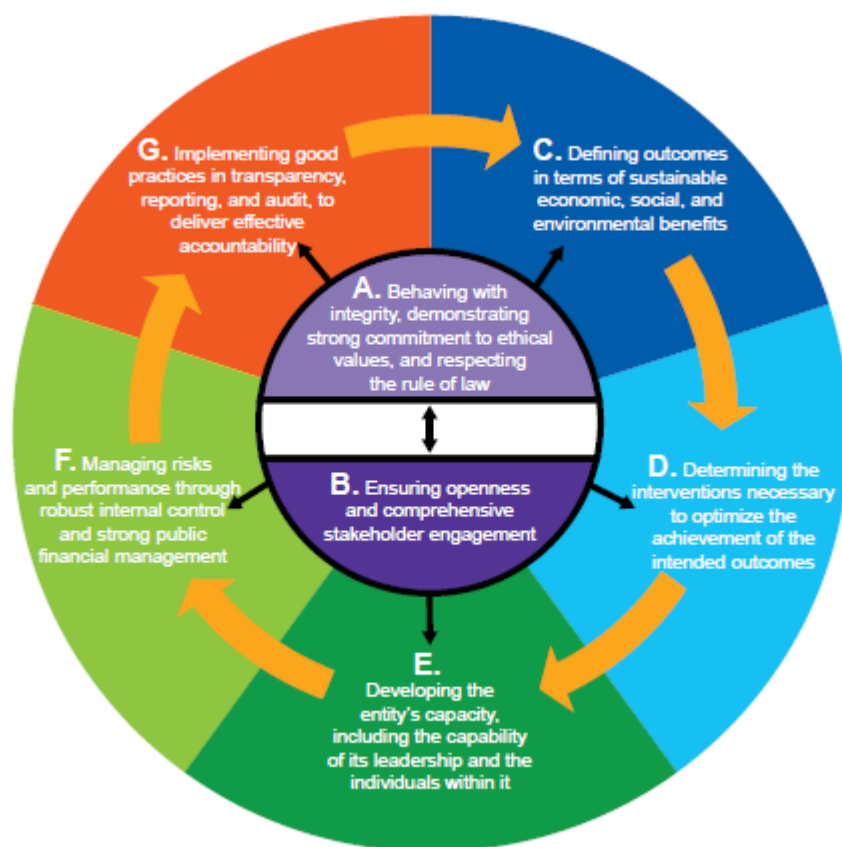 G. Implementing good
practices in transparency,
reporting, and audit, to
deliver effective
accountability
C. Defining outcomes
in terms of sustainable
economic, social, and
environmental benefits
A. Behaving with
integrity, demonstrating
strong commitment to ethical
values, and respecting
the rule of law
B. Ensuring openness
and comprehensive
stakeholder engagement
D. Determining the
interventions necessary
to optimize the
achievement of the
intended outcomes
F. Managing risks
and performance through
robust internal control
and strong public
financial management
E.
Developing the
entity's capacity,
including the capability
of its leadership and the
individuals within it